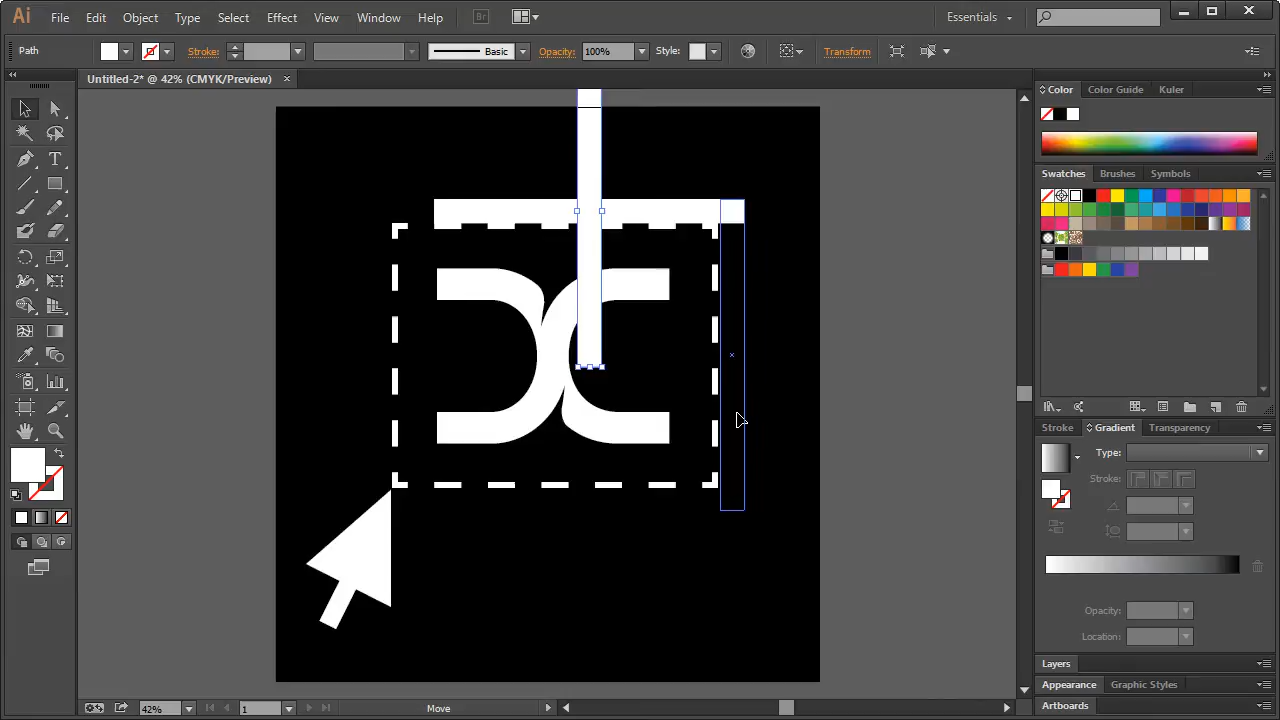 Ai File Edit Object Type Select Effect View Window Help Br Essentials
Path Stroke: Basic Opacity: 100% Style: Transform
Untitled-2* @ 42% (CMYK/Preview)
Color Color Guide Kuler
Swatches Brushes Symbols
Stroke Gradient Transparency
Type:
Stroke:
Opacity:
Location:
Layers
Appearance Graphic Styles
Artboards
42% 1 Move